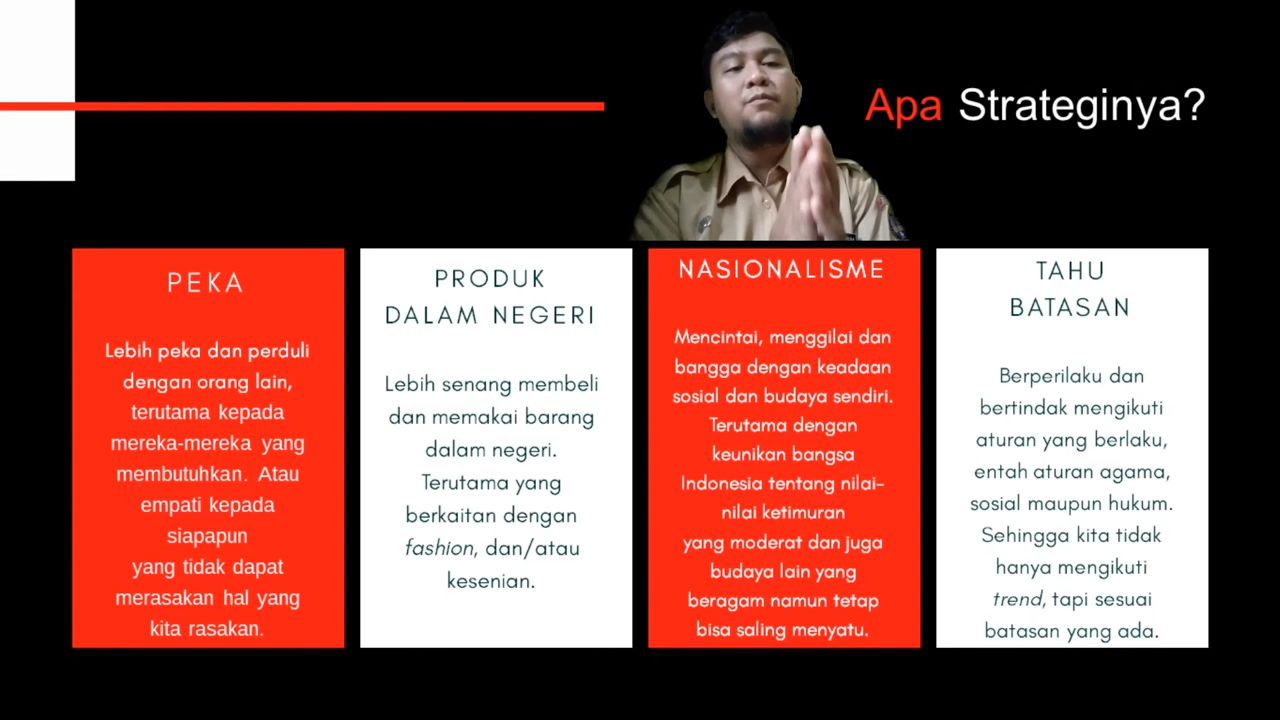 Apa Strateginya?
PEKA
Lebih peka dan perduli
dengan orang lain,
terutama kepada
mereka-mereka yang
membutuhkan. Atau
empati kepada
siapapun
yang tidak dapat
merasakan hal yang
kita rasakan.
PRODUK
DALAM NEGERI
Lebih senang membeli
dan memakai barang
dalam negeri.
Terutama yang
berkaitan dengan
fashion, dan/atau
kesenian.
NASIONALISME
Mencintai, menggilai dan
bangga dengan keadaan
sosial dan budaya sendiri.
Terutama dengan
keunikan bangsa
Indonesia tentang nilai-
nilai ketimuran
yang moderat dan juga
budaya lain yang
beragam namun tetap
bisa saling menyatu.
TAHU
BATASAN
Berperilaku dan
bertindak mengikuti
aturan yang berlaku,
entah aturan agama,
sosial maupun hukum.
Sehingga kita tidak
hanya mengikuti
trend, tapi sesuai
batasan yang ada.